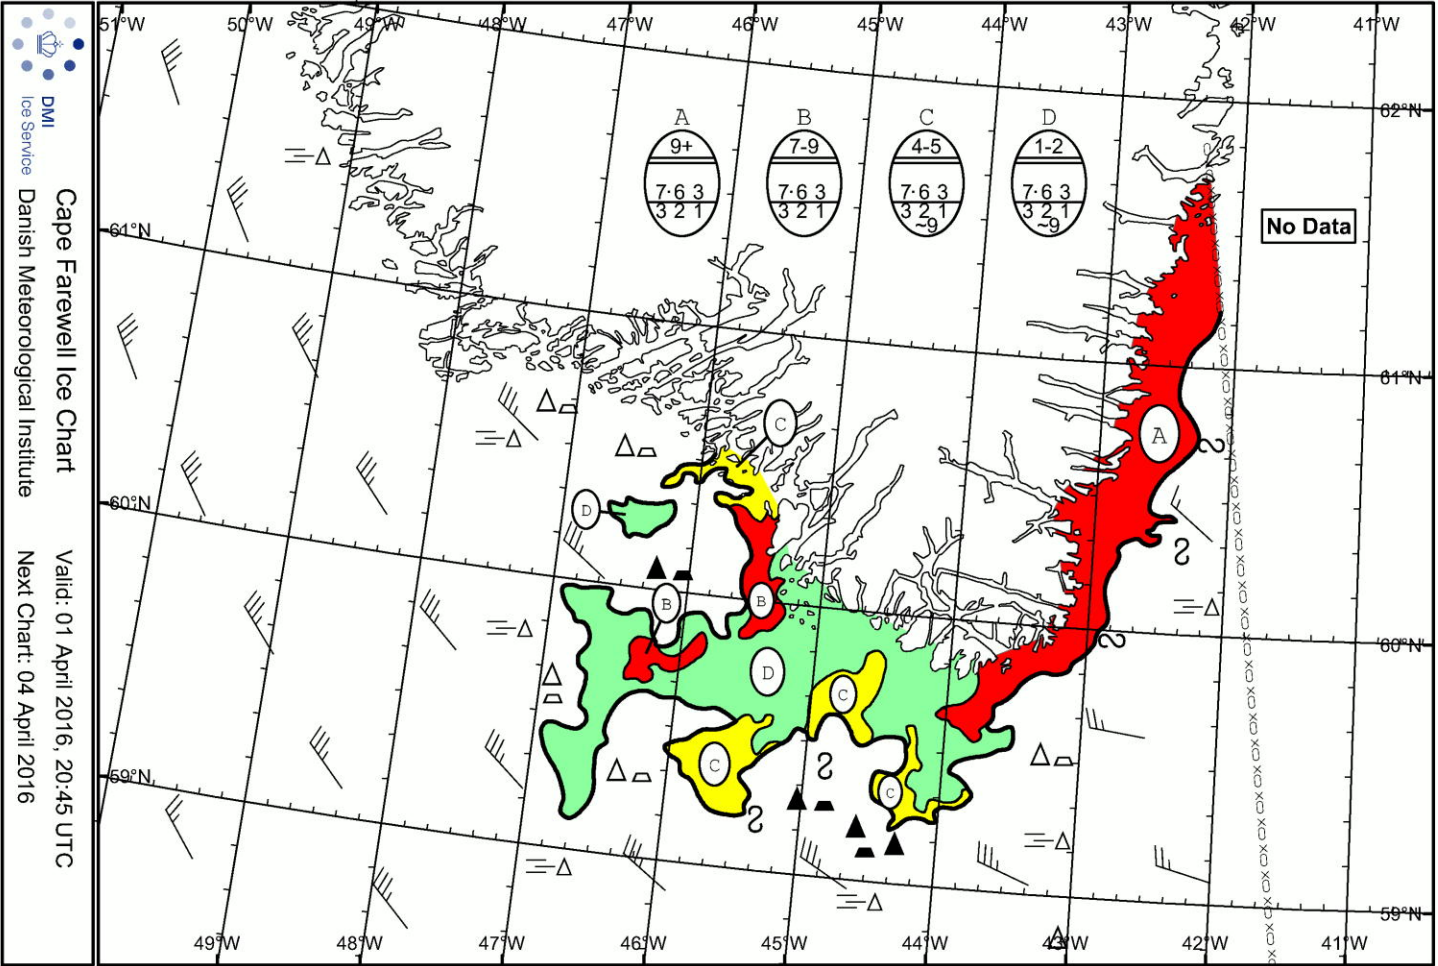 51°W 50°W 49°W 48°W 47°W 46°W 45°W 44°W 43°W 42°W 41°W
DMI
Ice Service
Cape Farewell Ice Chart
Danish Meteorological Institute
Valid: 01 April 2016, 20:45 UTC
Next Chart: 04 April 2016
A B C D
9+ 7-9 4-5 1-2
7·6 3 7·6 3 7·6 3 7·6 3
3 2 1 3 2 1 3 2 1 3 2 1
~9 ~9
62°N
No Data
61°N
61°N
C
A
60°N
D
B
B
60°N
D
C
C
59°N
C
59°N
49°W 48°W 47°W 46°W 45°W 44°W 43°W 42°W 41°W